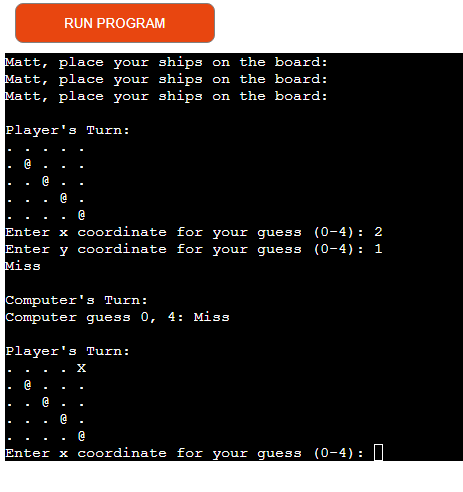 RUN PROGRAM
Matt, place your ships on the board:
Matt, place your ships on the board:
Matt, place your ships on the board:
Player's Turn:
. . . . .
. @ . . .
. . @ . .
. . . @ .
. . . . @
Enter x coordinate for your guess (0-4): 2
Enter y coordinate for your guess (0-4): 1
Miss
Computer's Turn:
Computer guess 0, 4: Miss
Player's Turn:
. . . . X
. @ . . .
. . @ . .
. . . @ .
. . . . @
Enter x coordinate for your guess (0-4):